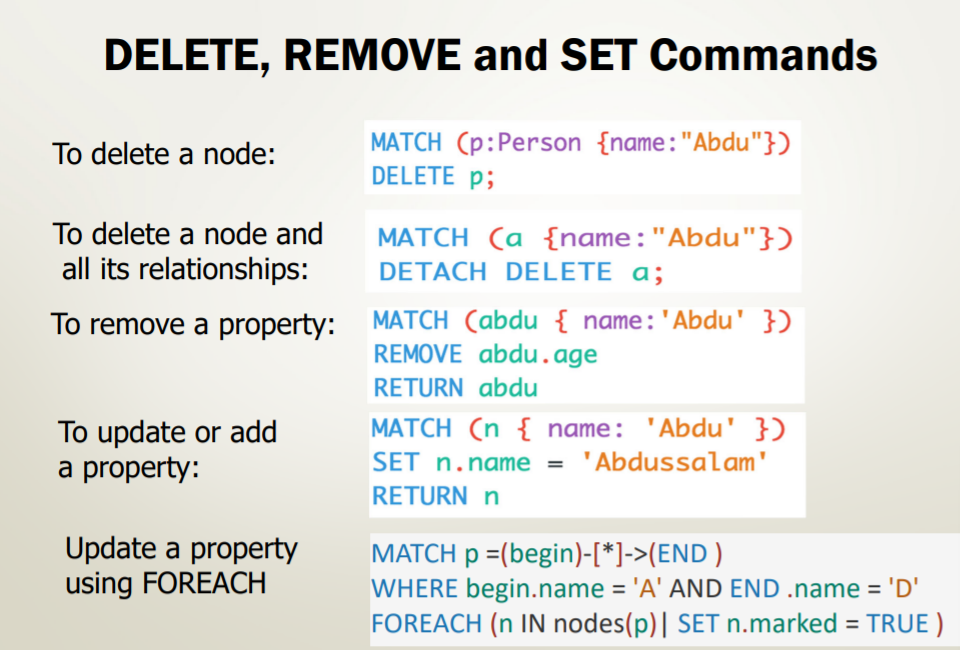 DELETE, REMOVE and SET Commands
To delete a node:
MATCH (p:Person {name:"Abdu"})
DELETE p;
To delete a node and
all its relationships:
MATCH (a {name:"Abdu"})
DETACH DELETE a;
To remove a property:
MATCH (abdu { name:'Abdu' })
REMOVE abdu.age
RETURN abdu
To update or add
a property:
MATCH (n { name: 'Abdu' })
SET n.name = 'Abdussalam'
RETURN n
Update a property
using FOREACH
MATCH p =(begin)-[*]->(END )
WHERE begin.name = 'A' AND END .name = 'D'
FOREACH (n IN nodes(p)| SET n.marked = TRUE )